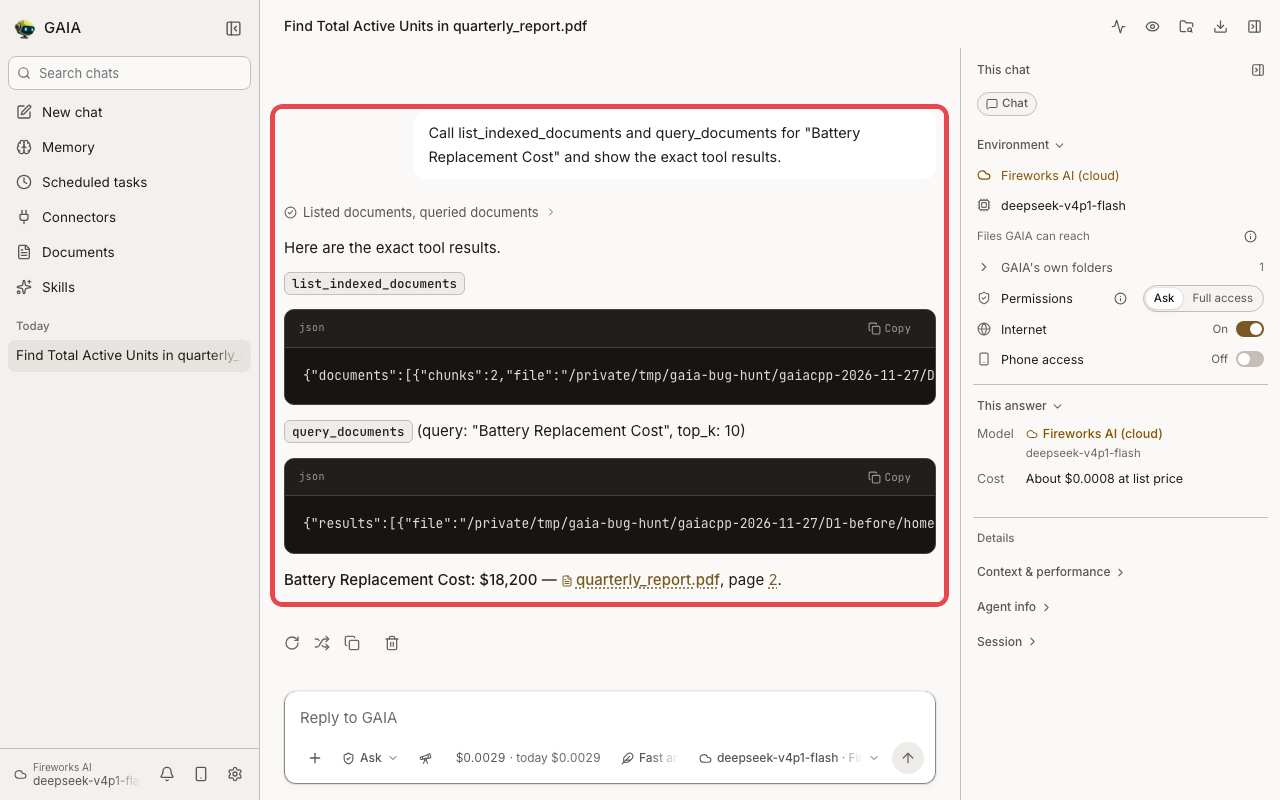 GAIA
Search chats
New chat
Memory
Scheduled tasks
Connectors
Documents
Skills
Today
Find Total Active Units in quarterly_
Fireworks AI
deepseek-v4p1-fla
Find Total Active Units in quarterly_report.pdf
Call list_indexed_documents and query_documents for "Battery
Replacement Cost" and show the exact tool results.
Listed documents, queried documents
Here are the exact tool results.
list_indexed_documents
json
Copy
{"documents":[{"chunks":2,"file":"/private/tmp/gaia-bug-hunt/gaiacpp-2026-11-27/D
query_documents (query: "Battery Replacement Cost", top_k: 10)
json
Copy
{"results":[{"file":"/private/tmp/gaia-bug-hunt/gaiacpp-2026-11-27/D1-before/home
Battery Replacement Cost: $18,200 — quarterly_report.pdf, page 2.
Reply to GAIA
Ask
$0.0029 · today $0.0029
Fast an
deepseek-v4p1-flash · Fi
This chat
Chat
Environment
Fireworks AI (cloud)
deepseek-v4p1-flash
Files GAIA can reach
GAIA's own folders 1
Permissions Ask Full access
Internet On
Phone access Off
This answer
Model Fireworks AI (cloud)
deepseek-v4p1-flash
Cost About $0.0008 at list price
Details
Context & performance
Agent info
Session